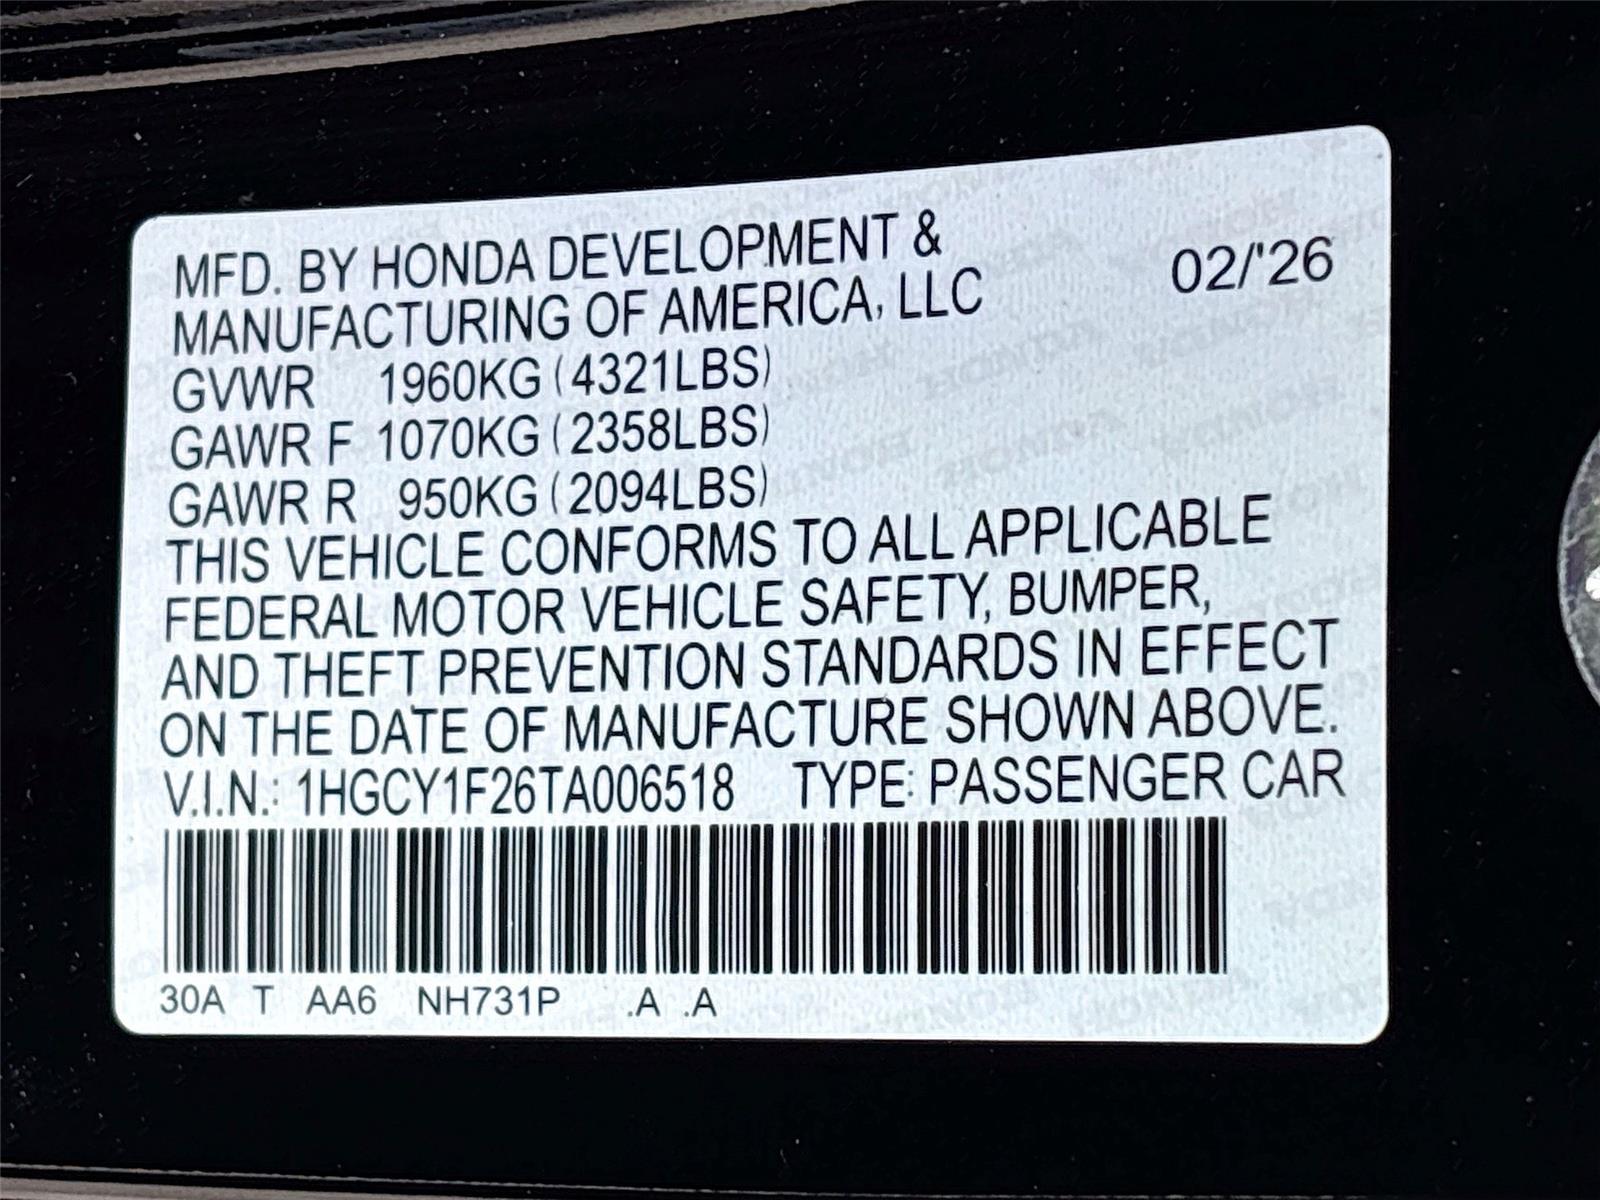 MFD. BY HONDA DEVELOPMENT &
MANUFACTURING OF AMERICA, LLC
02/'26
GVWR 1960KG (4321LBS)
GAWR F 1070KG (2358LBS)
GAWR R 950KG (2094LBS)
THIS VEHICLE CONFORMS TO ALL APPLICABLE
FEDERAL MOTOR VEHICLE SAFETY, BUMPER,
AND THEFT PREVENTION STANDARDS IN EFFECT
ON THE DATE OF MANUFACTURE SHOWN ABOVE.
V.I.N.: 1HGCY1F26TA006518 TYPE: PASSENGER CAR
30A T AA6 NH731P .A .A